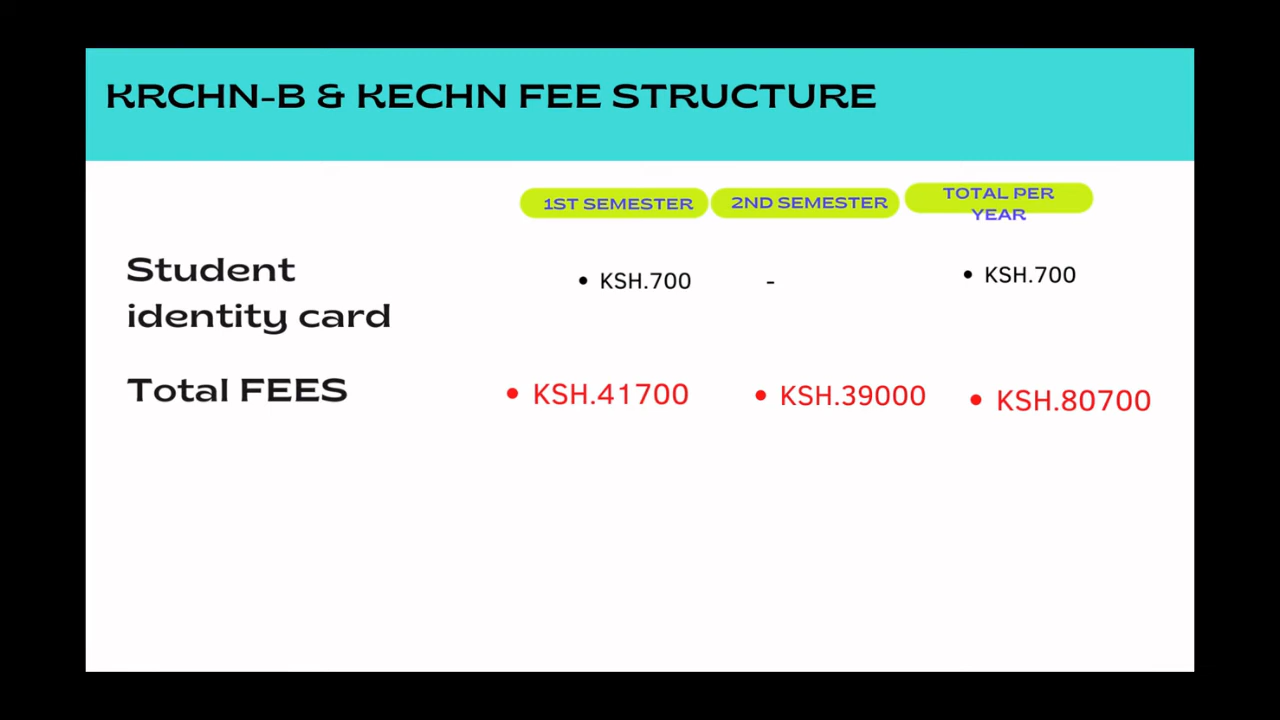 KRCHN-B & KECHN FEE STRUCTURE
1ST SEMESTER 2ND SEMESTER TOTAL PER YEAR
Student identity card • KSH.700 - • KSH.700
Total FEES • KSH.41700 • KSH.39000 • KSH.80700